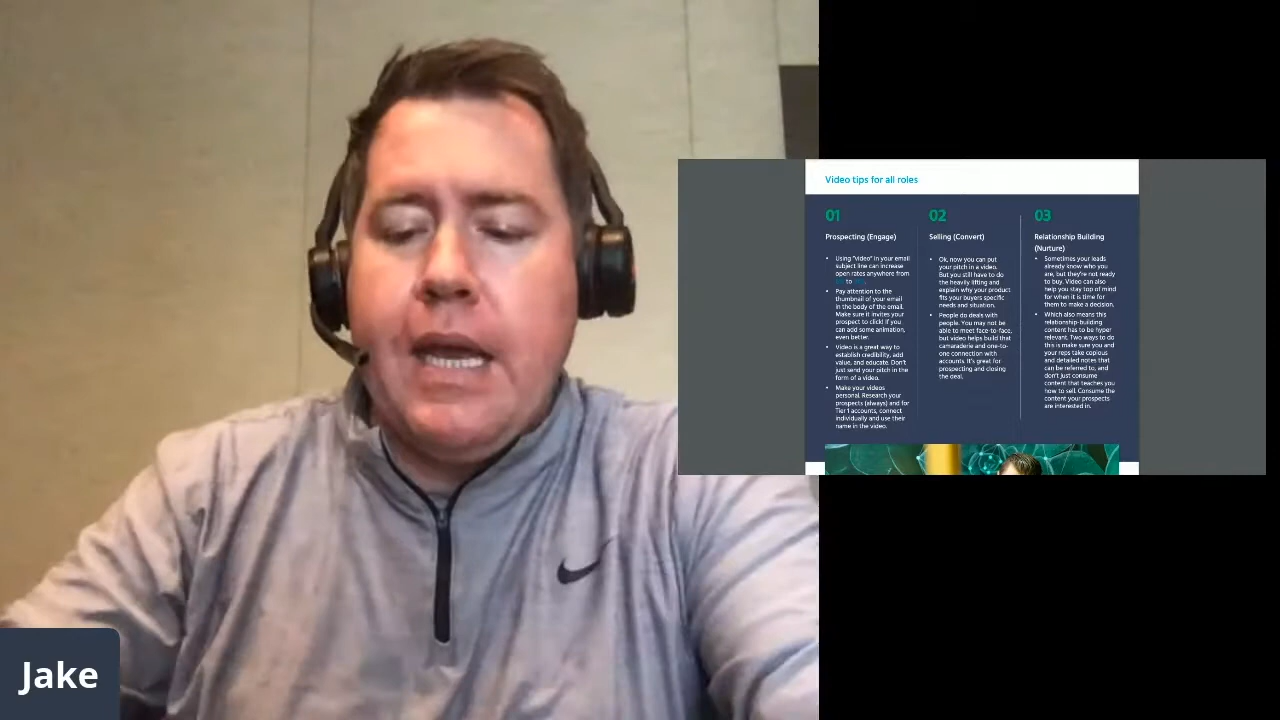 Video tips for all roles
01
Prospecting (Engage)
Using "video" in your email
subject line can increase
open rates anywhere from
to
Pay attention to the
thumbnail of your email
in the body of the email.
Make sure it invites your
prospect to click! If you
can add some animation,
even better.
Video is a great way to
establish credibility, add
value, and educate. Don't
just send your pitch in the
form of a video.
Make your videos
personal. Research your
prospects (always) and for
Tier 1 accounts, connect
individually and use their
name in the video.
02
Selling (Convert)
Ok, now you can put
your pitch in a video.
But you still have to do
the heavily lifting and
explain why your product
fits your buyers specific
needs and situation.
People do deals with
people. You may not be
able to meet face-to-face,
but video helps build that
camaraderie and one-to-
one connection with
accounts. It's great for
prospecting and closing
the deal.
03
Relationship Building
(Nurture)
Sometimes your leads
already know who you
are, but they're not ready
to buy. Video can also
help you stay top of mind
for when it is time for
them to make a decision.
Which also means this
relationship-building
content has to be hyper
relevant. Two ways to do
this is make sure you and
your reps take copious
and detailed notes that
can be referred to, and
don't just consume
content that teaches you
how to sell. Consume the
content your prospects
are interested in.
Jake